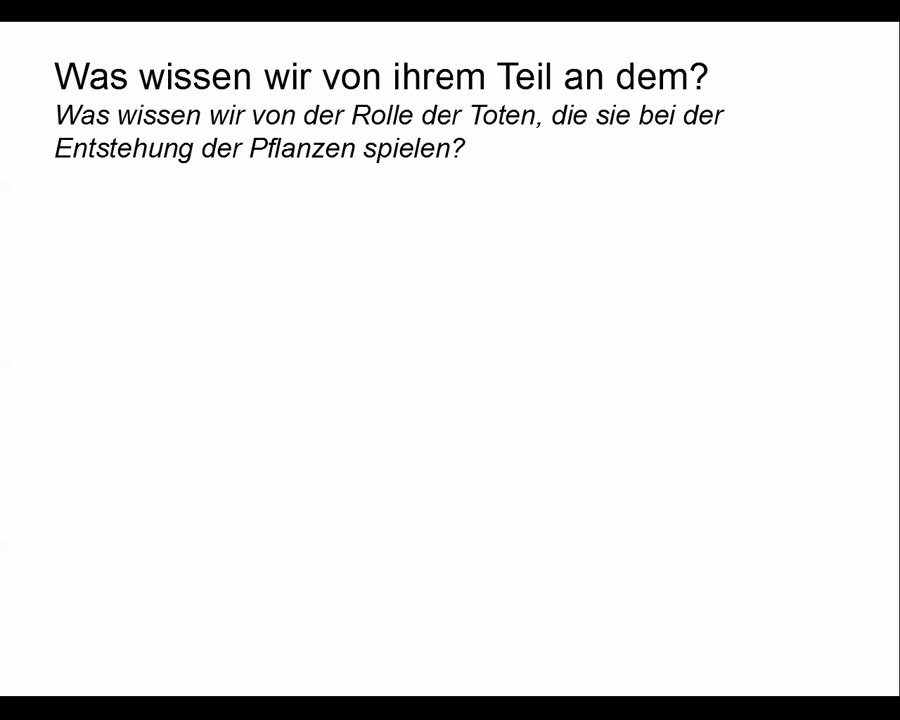 Was wissen wir von ihrem Teil an dem?
Was wissen wir von der Rolle der Toten, die sie bei der
Entstehung der Pflanzen spielen?